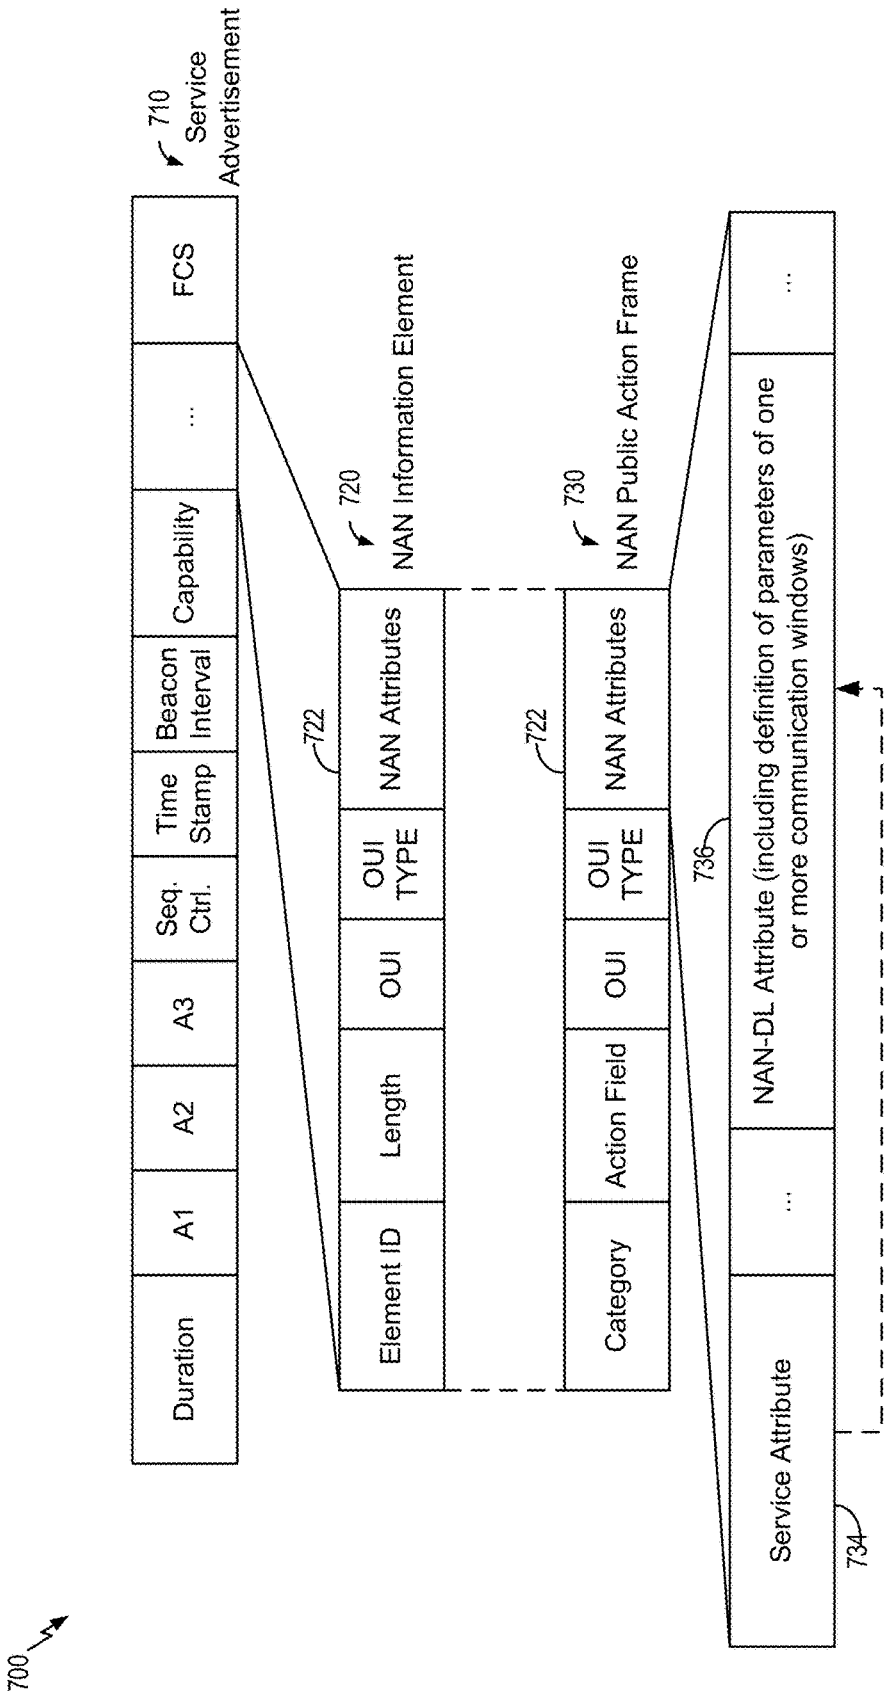 700
710
Service
Advertisement
Duration
A1
A2
A3
Seq.
Ctrl.
Time
Stamp
Beacon
Interval
Capability
...
FCS
720
NAN Information Element
722
Element ID
Length
OUI
OUI
TYPE
NAN Attributes
730
NAN Public Action Frame
722
Category
Action Field
OUI
OUI
TYPE
NAN Attributes
736
Service Attribute
...
NAN-DL Attribute (including definition of parameters of one
or more communication windows)
...
734